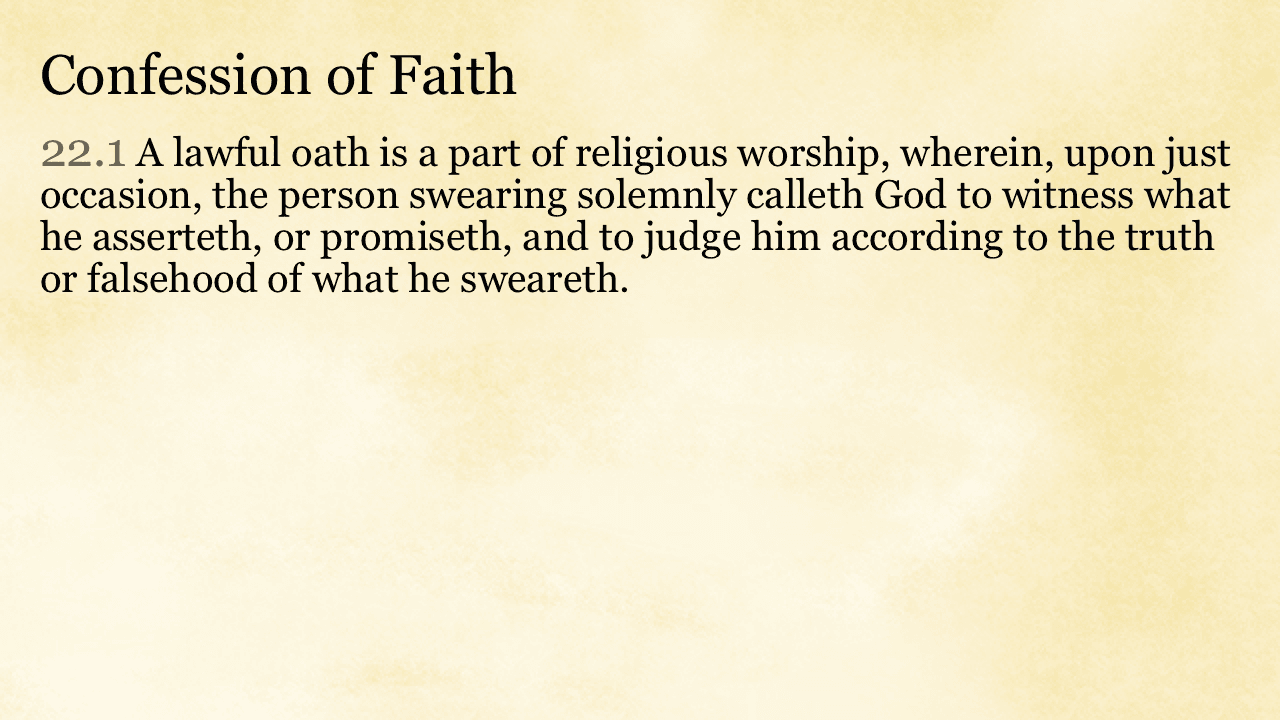 Confession of Faith
22.1 A lawful oath is a part of religious worship, wherein, upon just
occasion, the person swearing solemnly calleth God to witness what
he asserteth, or promiseth, and to judge him according to the truth
or falsehood of what he sweareth.